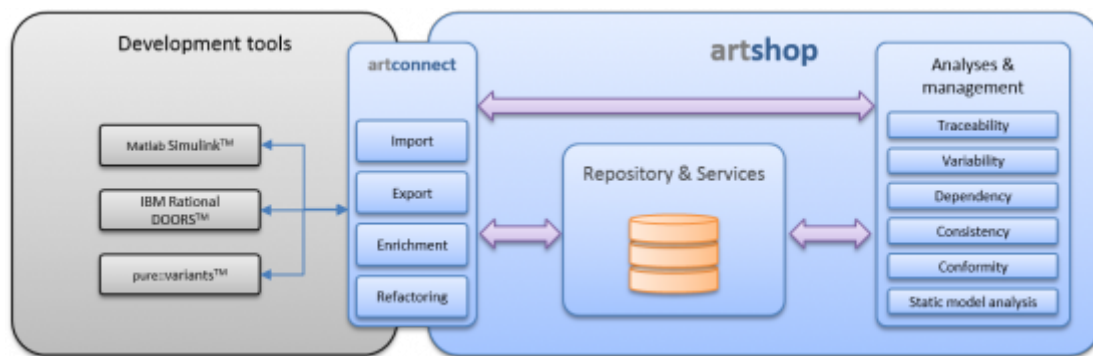 Development tools
Matlab Simulink™
IBM Rational
DOORS™
pure::variants™
artconnect
Import
Export
Enrichment
Refactoring
artshop
Repository & Services
Analyses &
management
Traceability
Variability
Dependency
Consistency
Conformity
Static model analysis